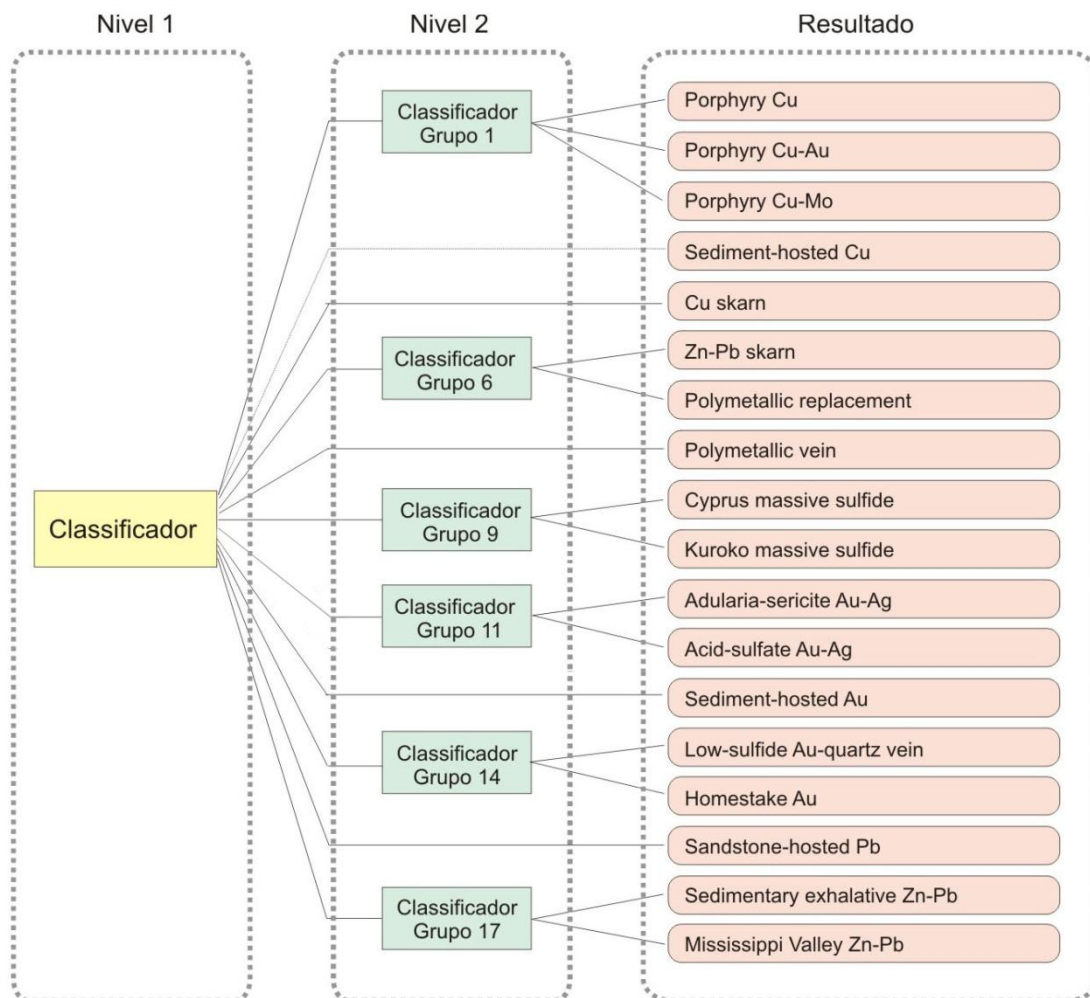 Nivel 1
Nivel 2
Resultado
Classificador
Classificador
Grupo 1
Classificador
Grupo 6
Classificador
Grupo 9
Classificador
Grupo 11
Classificador
Grupo 14
Classificador
Grupo 17
Porphyry Cu
Porphyry Cu-Au
Porphyry Cu-Mo
Sediment-hosted Cu
Cu skarn
Zn-Pb skarn
Polymetallic replacement
Polymetallic vein
Cyprus massive sulfide
Kuroko massive sulfide
Adularia-sericite Au-Ag
Acid-sulfate Au-Ag
Sediment-hosted Au
Low-sulfide Au-quartz vein
Homestake Au
Sandstone-hosted Pb
Sedimentary exhalative Zn-Pb
Mississippi Valley Zn-Pb